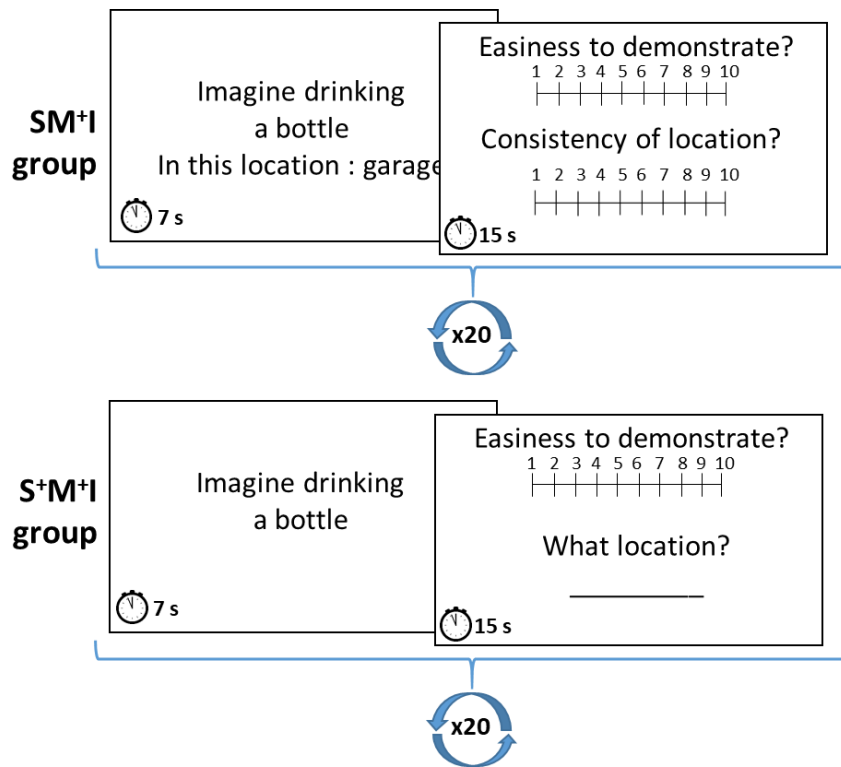 SM⁺I
group
Imagine drinking
a bottle
In this location : garage
7 s
Easiness to demonstrate?
1 2 3 4 5 6 7 8 9 10
Consistency of location?
1 2 3 4 5 6 7 8 9 10
15 s
x20
S⁺M⁺I
group
Imagine drinking
a bottle
7 s
Easiness to demonstrate?
1 2 3 4 5 6 7 8 9 10
What location?
15 s
x20